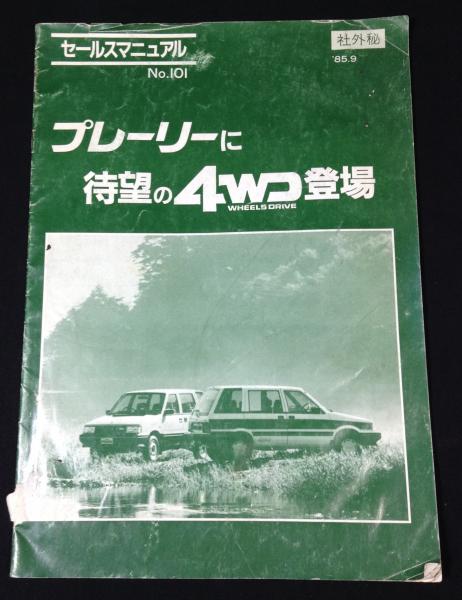 セールスマニュアル
No.101
社外秘
'85.9
プレーリーに
待望の4WD登場
WHEELS DRIVE